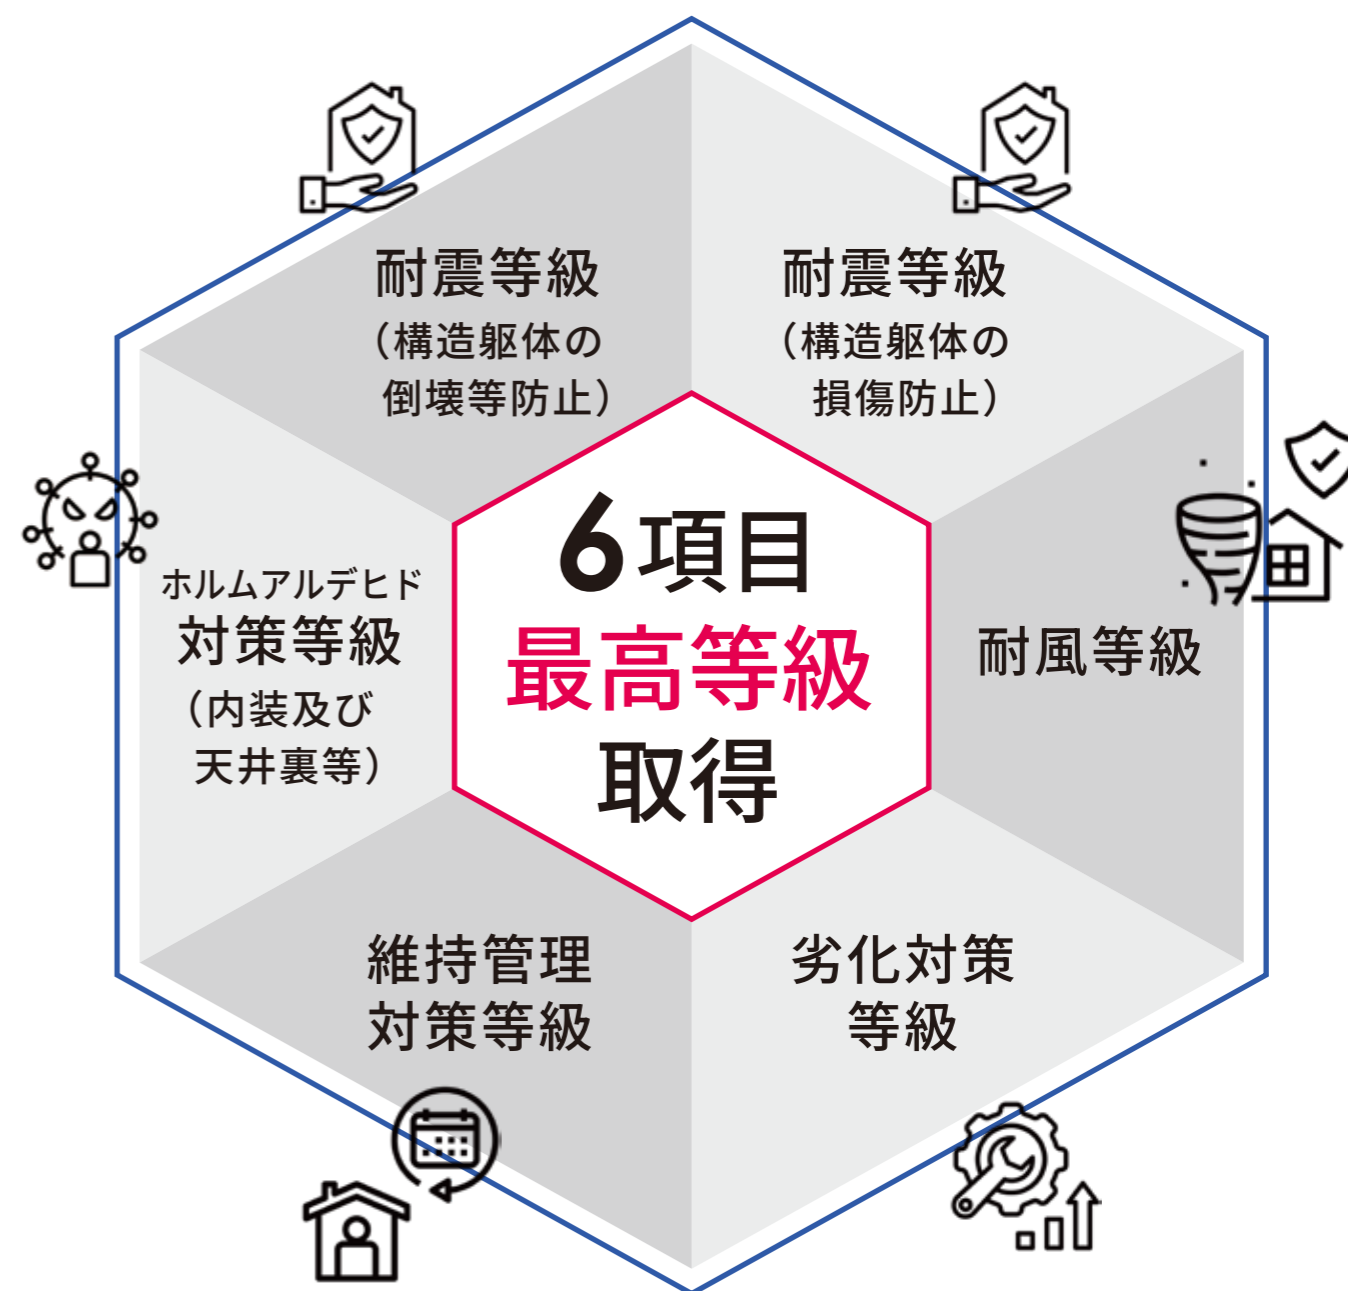 耐震等級
（構造躯体の
倒壊等防止）
耐震等級
（構造躯体の
損傷防止）
ホルムアルデヒド
対策等級
（内装及び
天井裏等）
6項目
最高等級
取得
耐風等級
維持管理
対策等級
劣化対策
等級